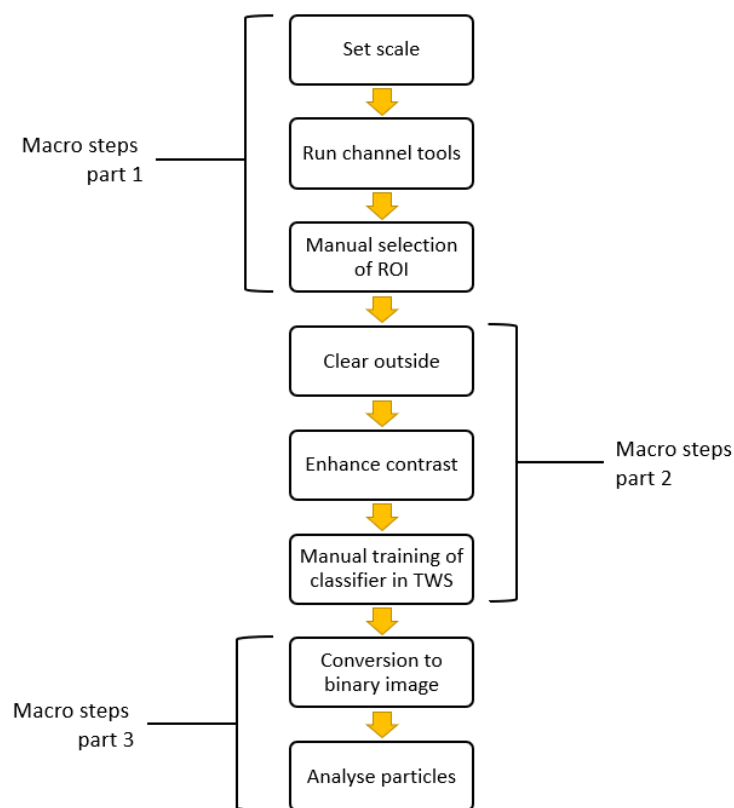 Set scale
Run channel tools
Macro steps
part 1
Manual selection
of ROI
Clear outside
Enhance contrast
Macro steps
part 2
Manual training of
classifier in TWS
Conversion to
binary image
Macro steps
part 3
Analyse particles